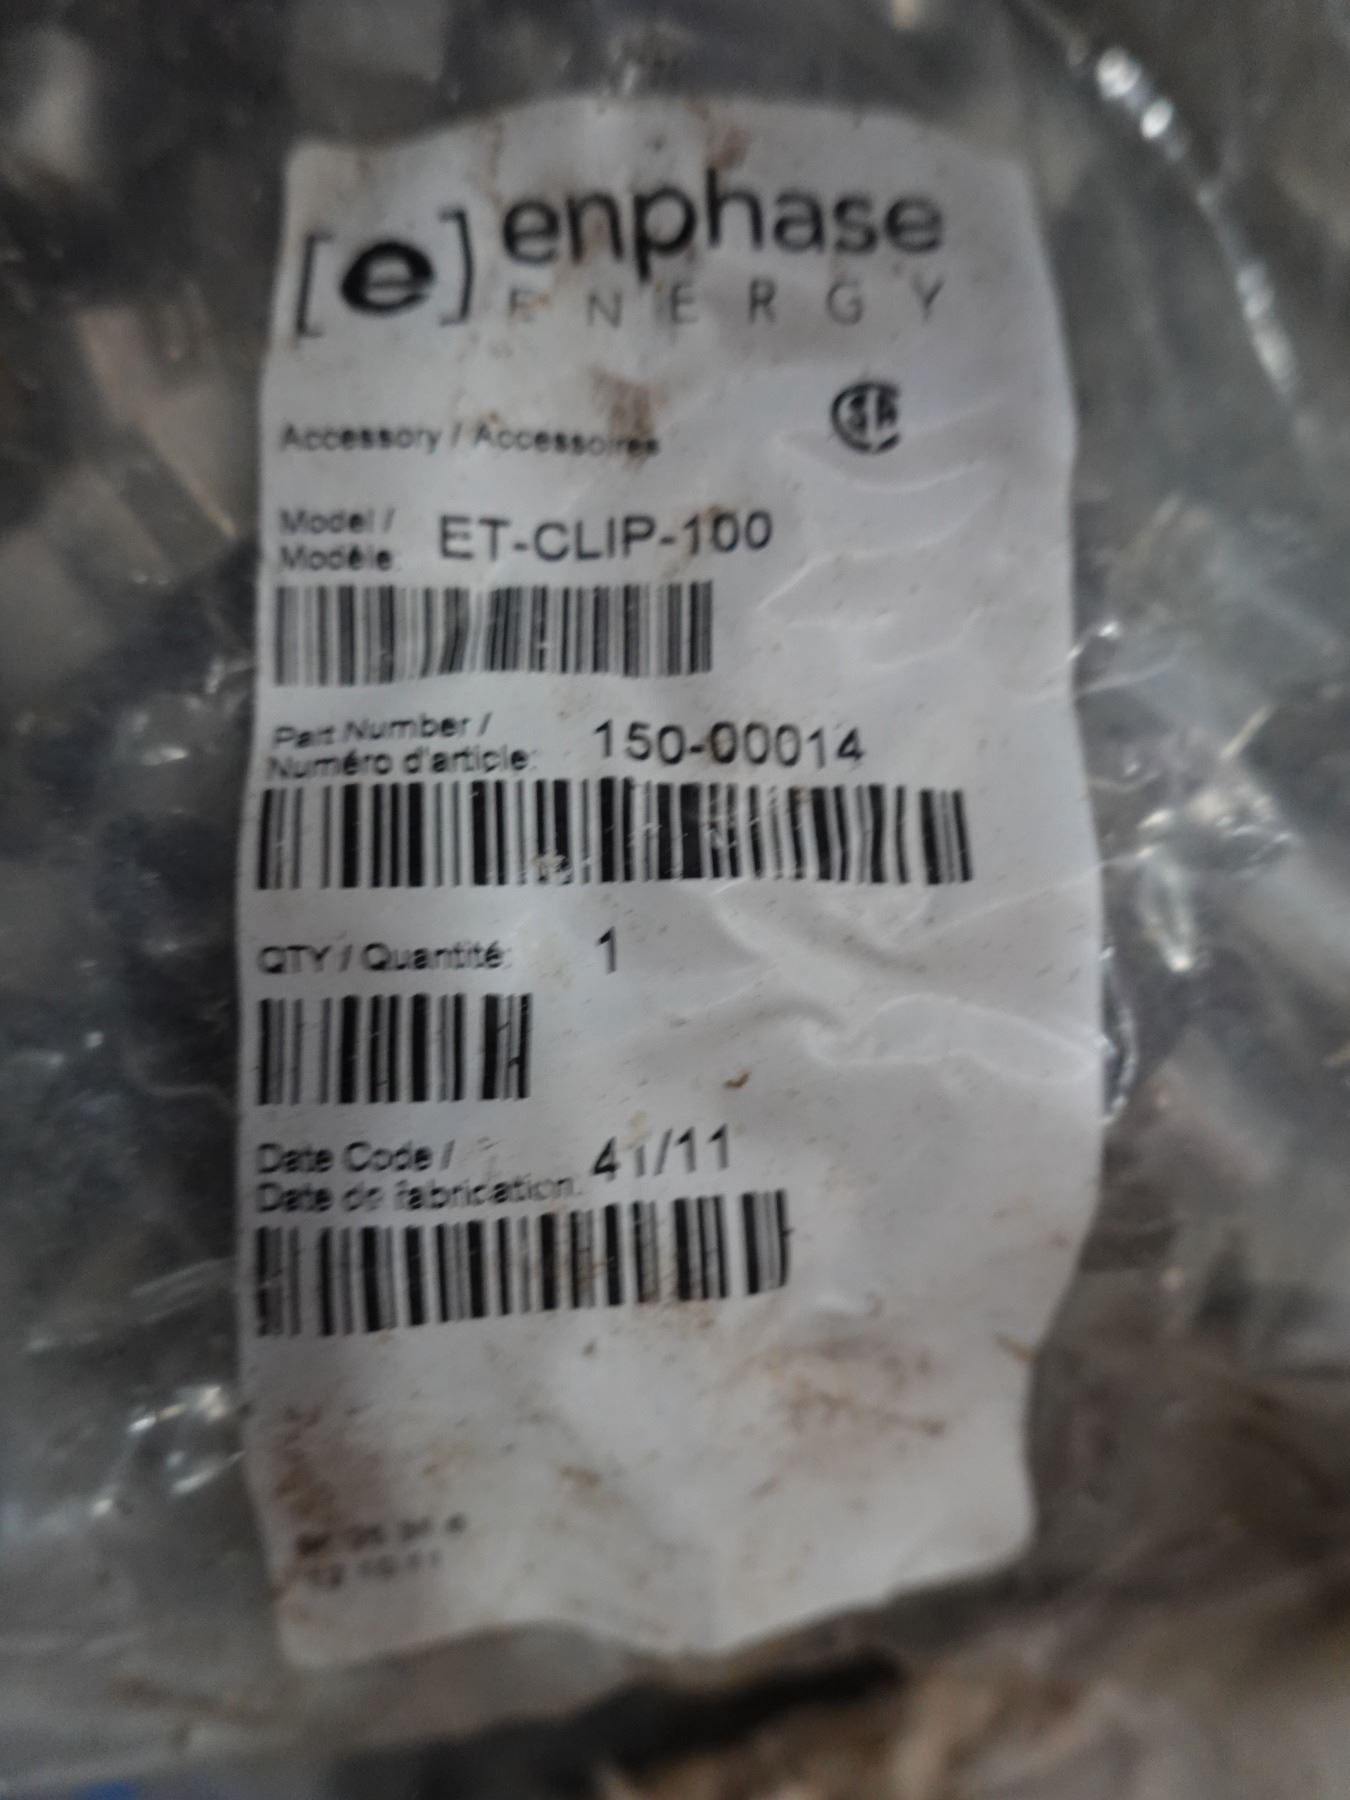 [e] enphase
ENERGY
Accessory / Accessoires
Model / ET-CLIP-100
Modèle:
Part Number / 150-00014
Numéro d'article:
QTY / Quantité: 1
Date Code / 41/11
Date de fabrication: